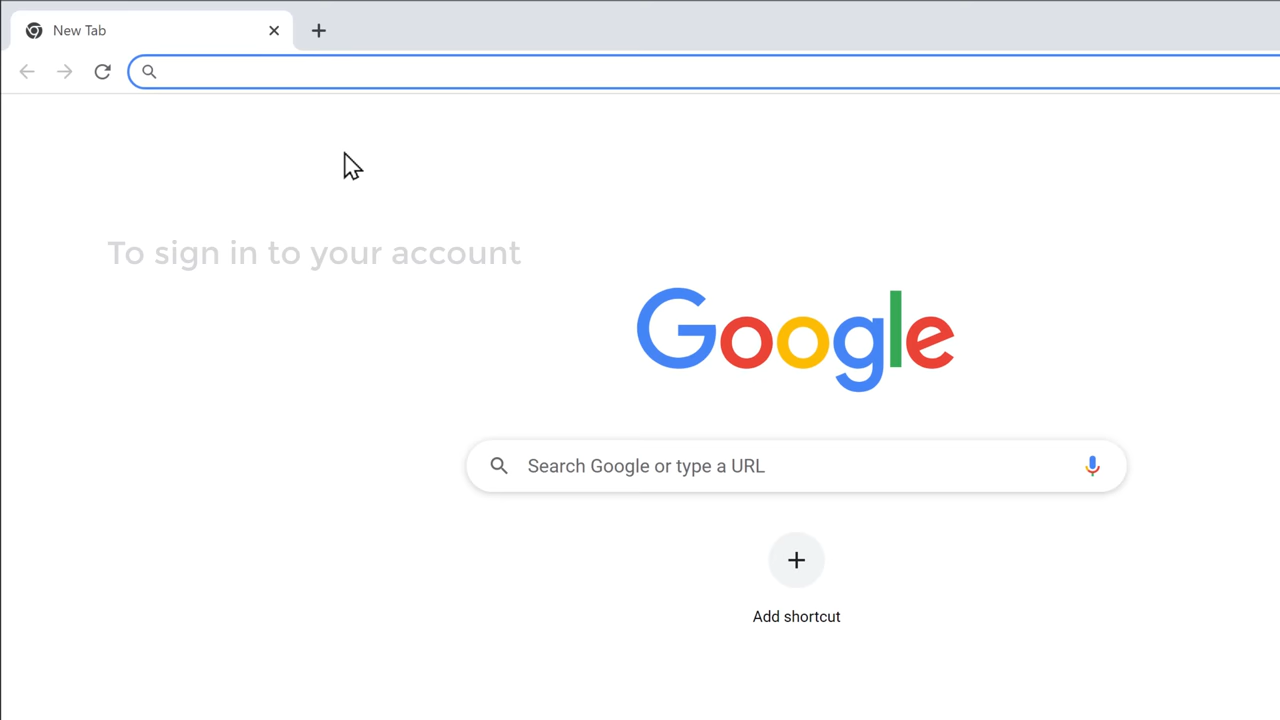 New Tab
To sign in to your account
Google
Search Google or type a URL
Add shortcut